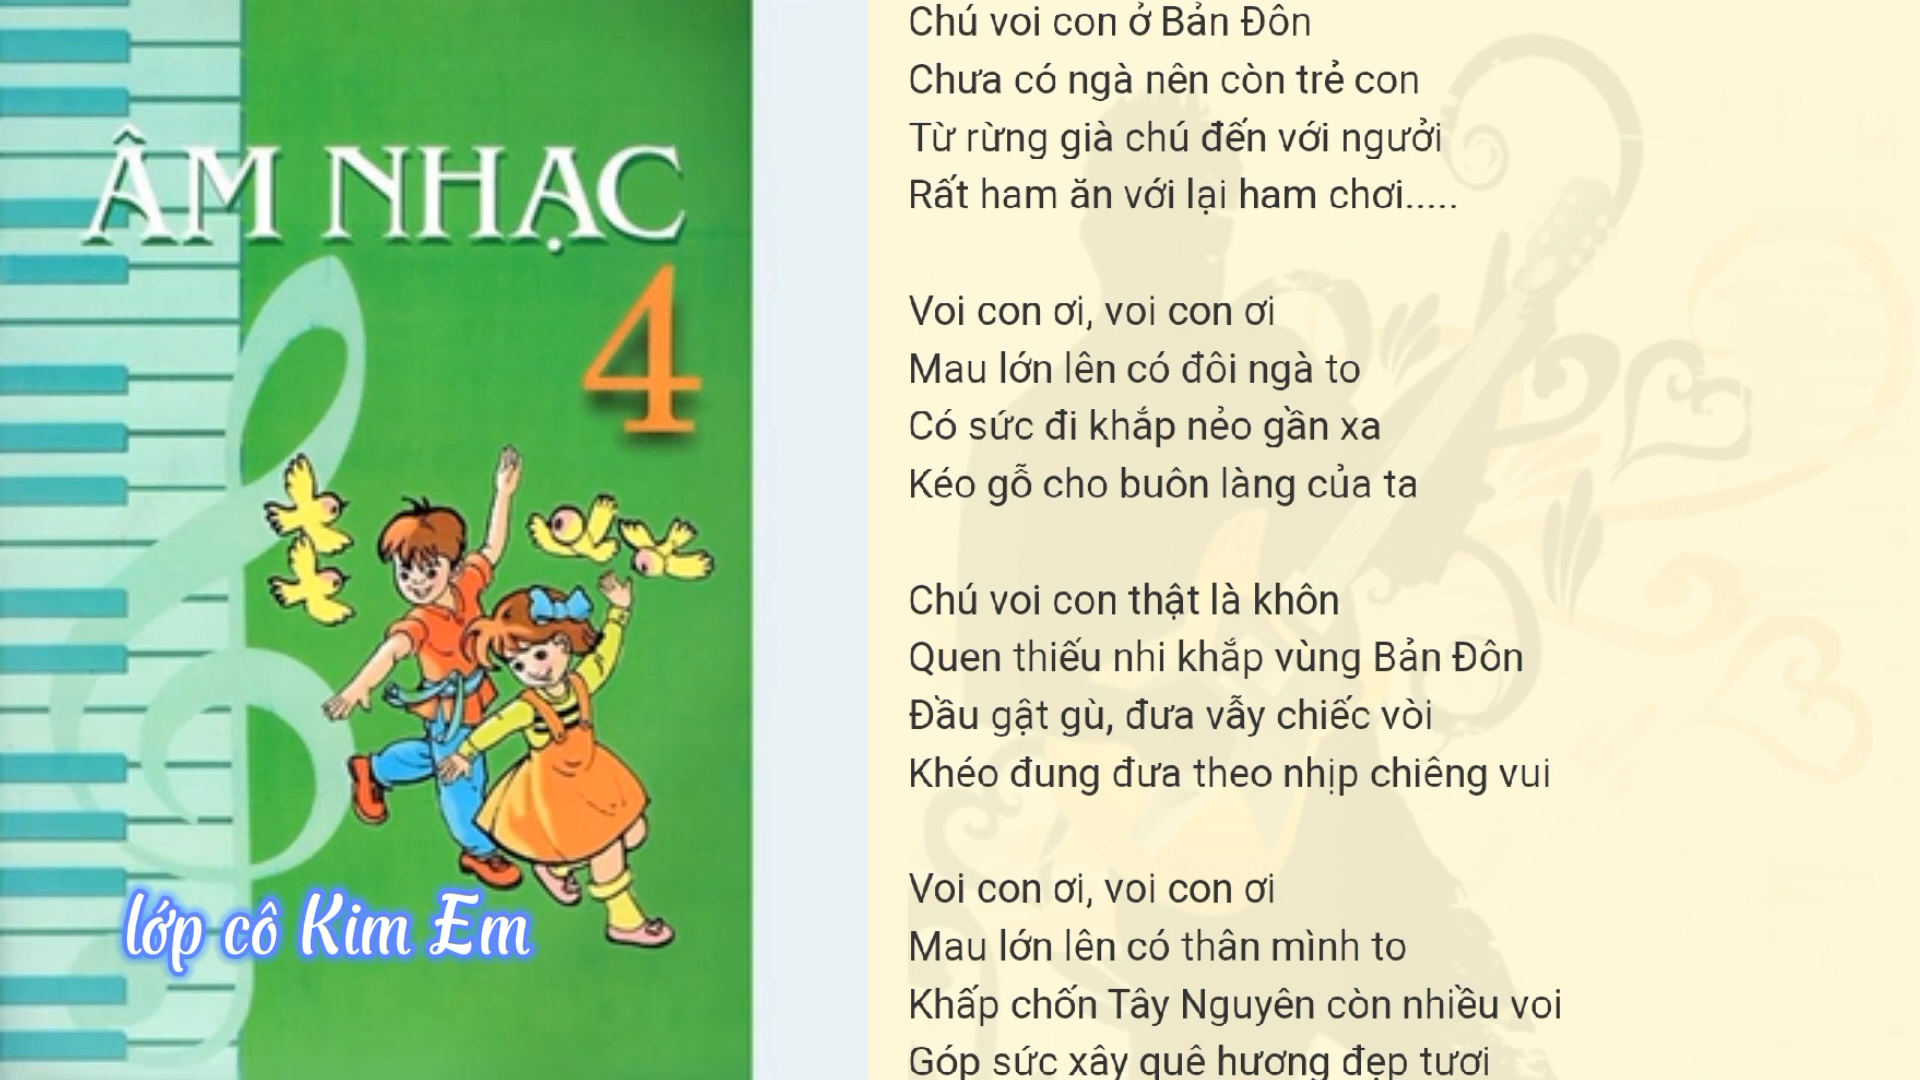 ÂM NHẠC
4
lớp cô Kim Em
Chú voi con ở Bản Đôn
Chưa có ngà nên còn trẻ con
Từ rừng già chú đến với ngưởi
Rất ham ăn với lại ham chơi.....
Voi con ơi, voi con ơi
Mau lớn lên có đôi ngà to
Có sức đi khắp nẻo gần xa
Kéo gỗ cho buôn làng của ta
Chú voi con thật là khôn
Quen thiếu nhi khắp vùng Bản Đôn
Đầu gật gù, đưa vẫy chiếc vòi
Khéo đung đưa theo nhịp chiêng vui
Voi con ơi, voi con ơi
Mau lớn lên có thân mình to
Khấp chốn Tây Nguyên còn nhiều voi
Góp sức xây quê hương đẹp tươi